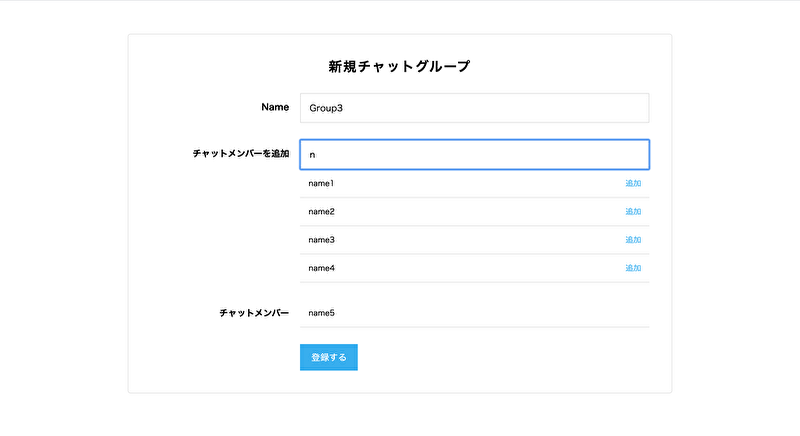 新規チャットグループ
Name
Group3
チャットメンバーを追加
n
name1 追加
name2 追加
name3 追加
name4 追加
チャットメンバー
name5
登録する